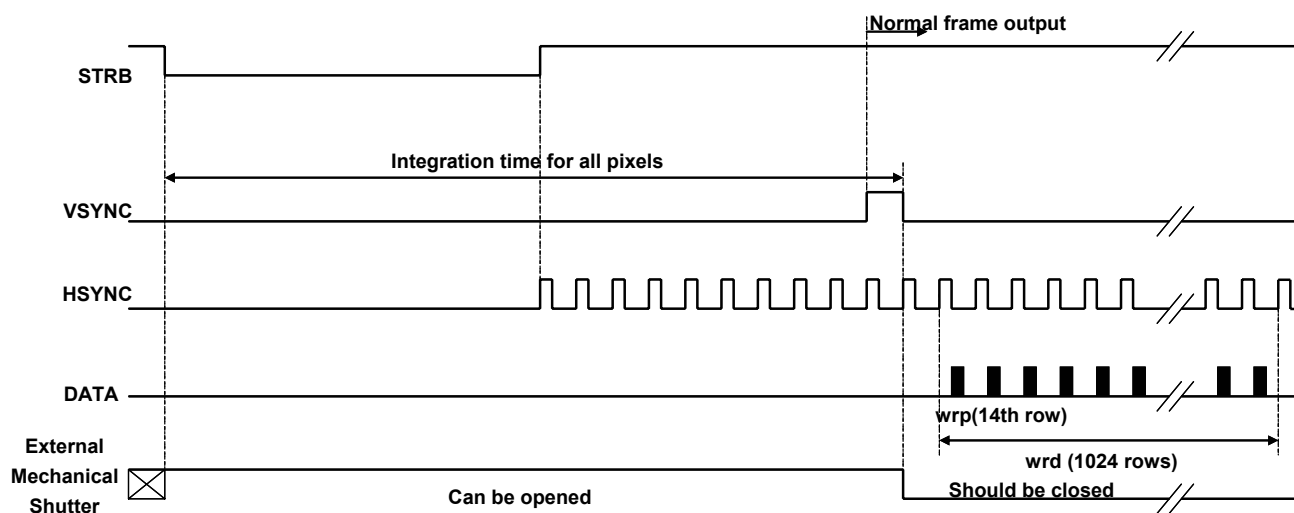 Normal frame output
STRB
Integration time for all pixels
VSYNC
HSYNC
DATA
wrp(14th row)
wrd (1024 rows)
External
Mechanical
Shutter
Can be opened
Should be closed